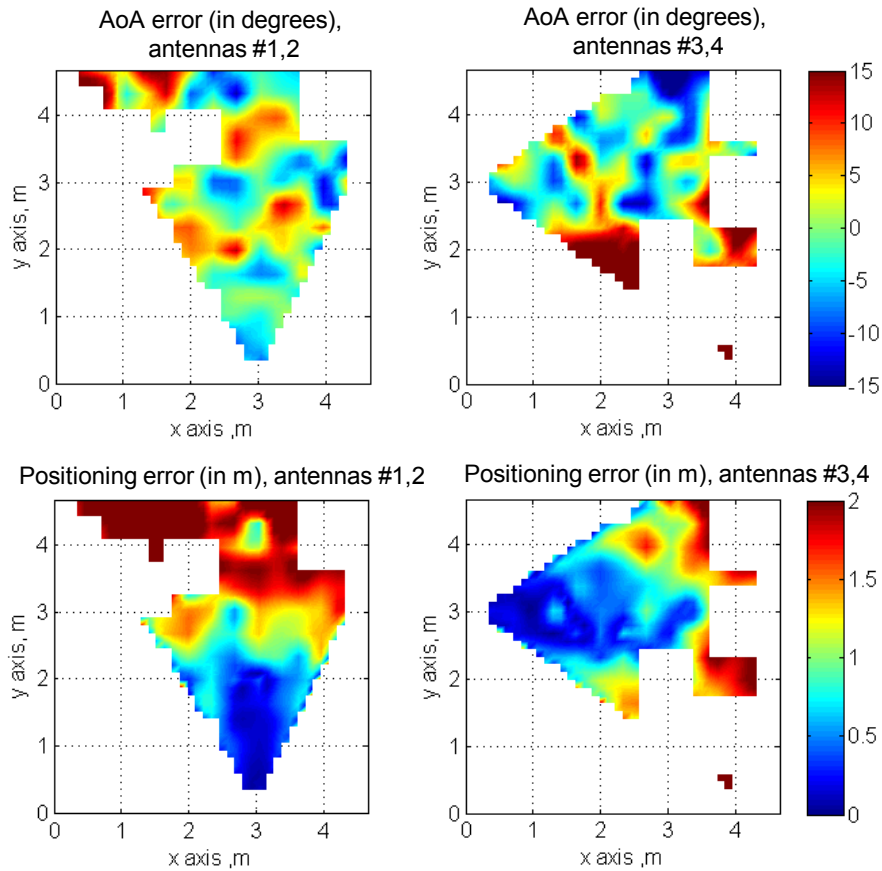 AoA error (in degrees),
antennas #1,2
AoA error (in degrees),
antennas #3,4
y axis, m
4
3
2
1
0
0 1 2 3 4
x axis ,m
y axis, m
4
3
2
1
0
0 1 2 3 4
x axis ,m
15
10
5
0
-5
-10
-15
Positioning error (in m), antennas #1,2
Positioning error (in m), antennas #3,4
y axis, m
4
3
2
1
0
0 1 2 3 4
x axis ,m
y axis, m
4
3
2
1
0
0 1 2 3 4
x axis ,m
2
1.5
1
0.5
0